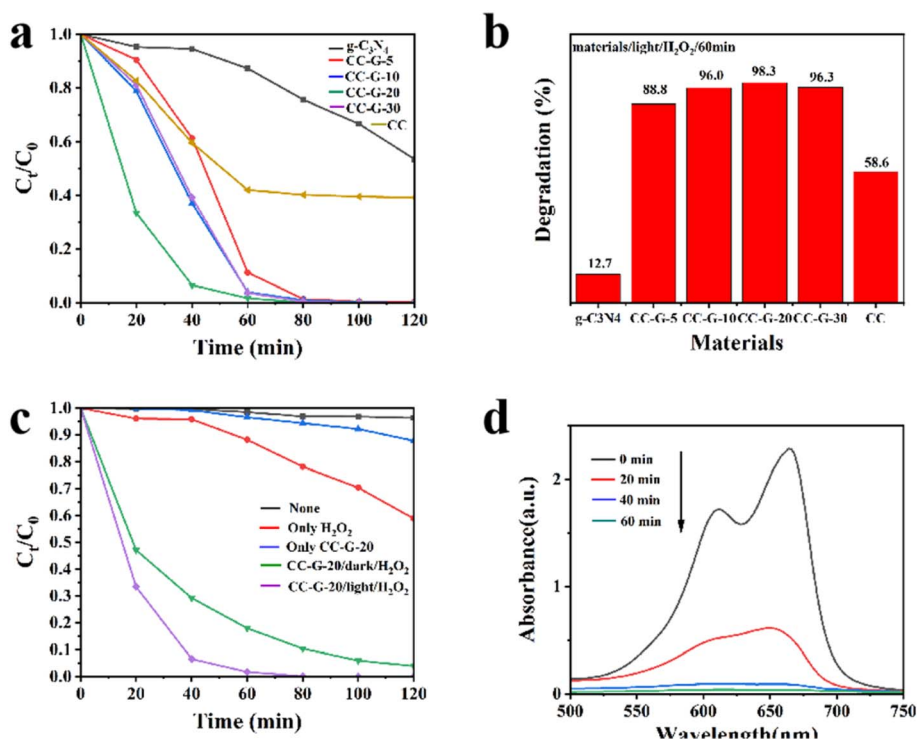 a
g-C₃N₄
CC-G-5
CC-G-10
CC-G-20
CC-G-30
CC
1.0
0.8
0.6
0.4
0.2
0.0
Cₜ/C₀
0 20 40 60 80 100 120
Time (min)
b
materials/light/H₂O₂/60min
Degradation (%)
12.7
88.8
96.0
98.3
96.3
58.6
g-C3N4 CC-G-5 CC-G-10 CC-G-20 CC-G-30 CC
Materials
c
1.0
0.9
0.8
0.7
0.6
0.5
0.4
0.3
0.2
0.1
0.0
Cₜ/C₀
None
Only H₂O₂
Only CC-G-20
CC-G-20/dark/H₂O₂
CC-G-20/light/H₂O₂
0 20 40 60 80 100 120
Time (min)
d
0 min
20 min
40 min
60 min
2
1
0
Absorbance(a.u.)
500 550 600 650 700 750
Wavelength(nm)